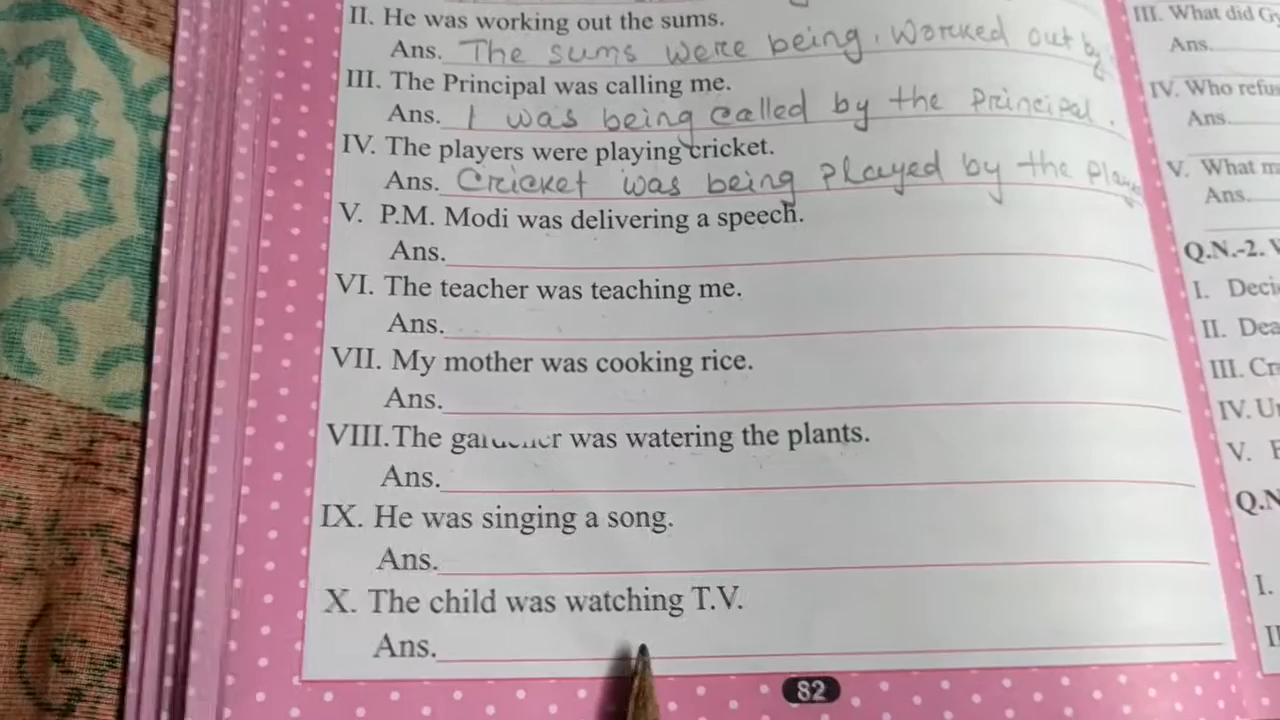 II. He was working out the sums.
Ans. The sums were being worked out by
III. The Principal was calling me.
Ans. I was being called by the Principal.
IV. The players were playing cricket.
Ans. Cricket was being played by the
V. P.M. Modi was delivering a speech.
Ans.
VI. The teacher was teaching me.
Ans.
VII. My mother was cooking rice.
Ans.
VIII. The gardener was watering the plants.
Ans.
IX. He was singing a song.
Ans.
X. The child was watching T.V.
Ans.
82
III. What did
Ans.
IV. Who
Ans.
V. What
Ans.
Q.N.-2.
I.
II.
III.
IV.
V.
I.